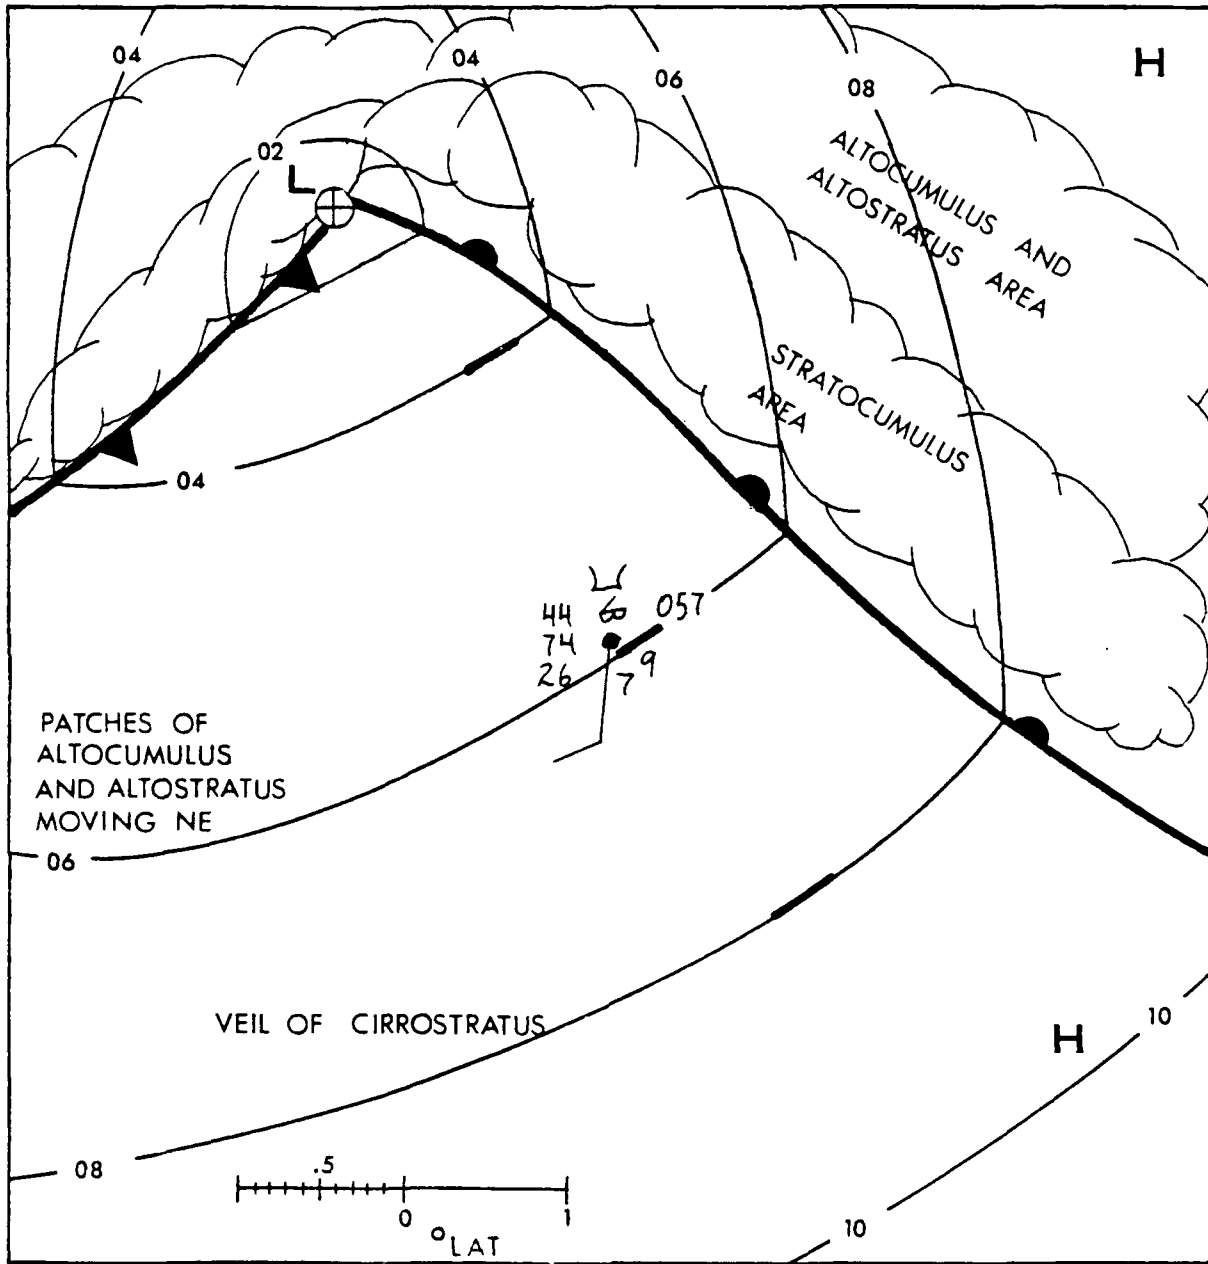 04
04
06
08
H
02
L
ALTOCUMULUS AND
ALTOSTRATUS AREA
STRATOCUMULUS
AREA
04
44
74
26
057
9
7
PATCHES OF
ALTOCUMULUS
AND ALTOSTRATUS
MOVING NE
06
VEIL OF CIRROSTRATUS
10
H
08
.5
0
1
°LAT
10